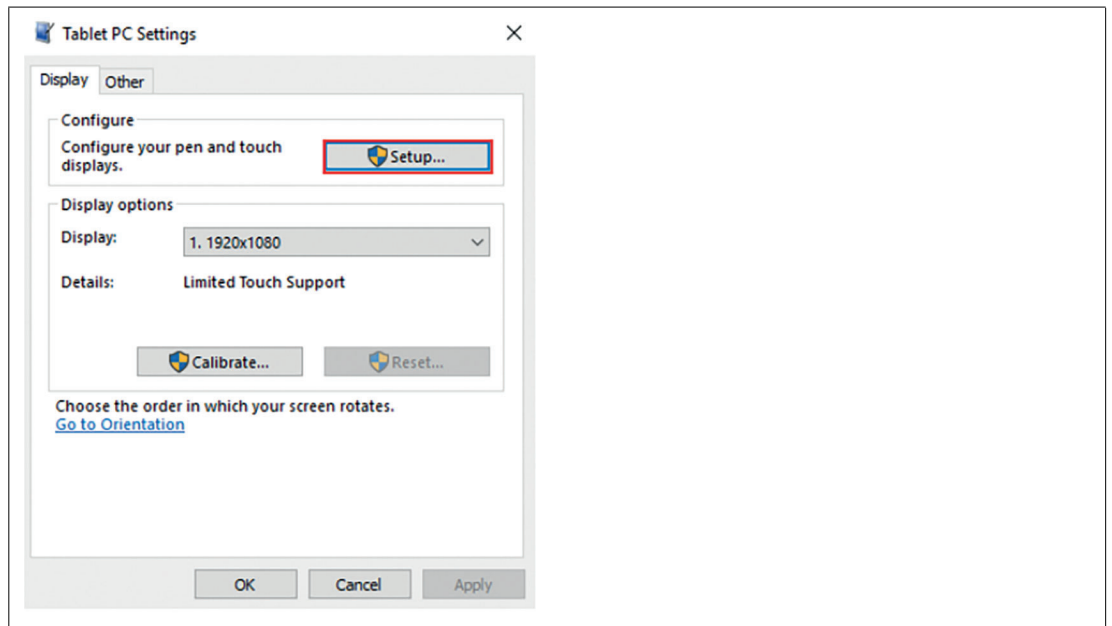 Tablet PC Settings
Display
Other
Configure
Configure your pen and touch
displays.
Setup...
Display options
Display:
1. 1920x1080
Details:
Limited Touch Support
Calibrate...
Reset...
Choose the order in which your screen rotates.
Go to Orientation
OK
Cancel
Apply